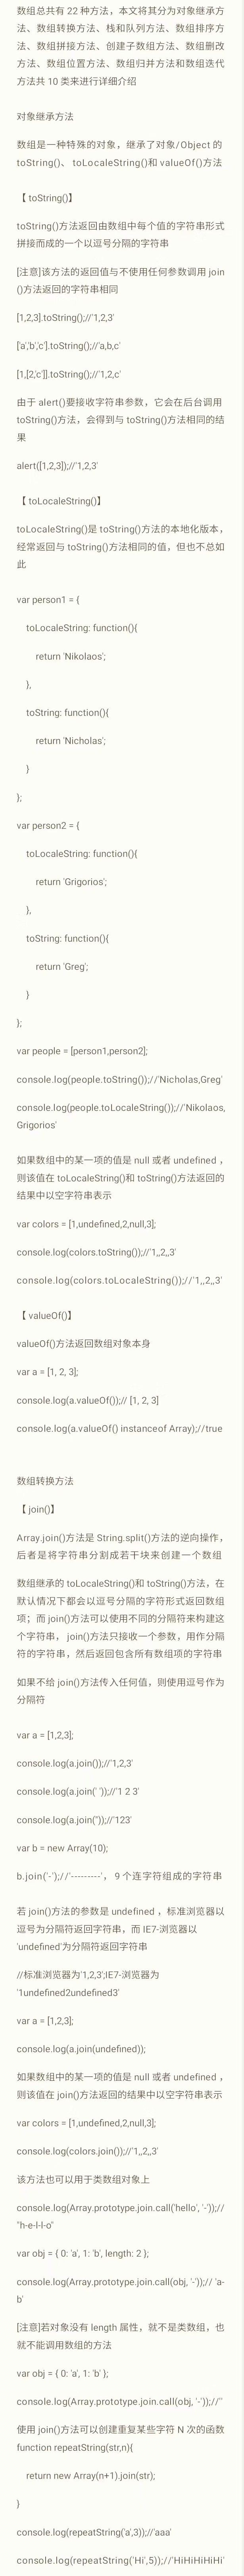 数组总共有 22 种方法，本文将其分为对象继承方
法、数组转换方法、栈和队列方法、数组排序方
法、数组拼接方法、创建子数组方法、数组删改
方法、数组位置方法、数组归并方法和数组迭代
方法共 10 类来进行详细介绍
对象继承方法
数组是一种特殊的对象，继承了对象/Object 的
toString()、 toLocaleString()和 valueOf()方法
【 toString()】
toString()方法返回由数组中每个值的字符串形式
拼接而成的一个以逗号分隔的字符串
[注意]该方法的返回值与不使用任何参数调用 join
()方法返回的字符串相同
[1,2,3].toString();//'1,2,3'
['a','b','c'].toString();//'a,b,c'
[1,[2,'c']].toString();//'1,2,c'
由于 alert()要接收字符串参数，它会在后台调用
toString()方法，会得到与 toString()方法相同的结
果
alert([1,2,3]);//'1,2,3'
【 toLocaleString()】
toLocaleString()是 toString()方法的本地化版本，
经常返回与 toString()方法相同的值，但也不总如
此
var person1 = {
toLocaleString: function(){
return 'Nikolaos';
},
toString: function(){
return 'Nicholas';
}
};
var person2 = {
toLocaleString: function(){
return 'Grigorios';
},
toString: function(){
return 'Greg';
}
};
var people = [person1,person2];
console.log(people.toString());//'Nicholas,Greg'
console.log(people.toLocaleString());//'Nikolaos,
Grigorios'
如果数组中的某一项的值是 null 或者 undefined ，
则该值在 toLocaleString()和 toString()方法返回的
结果中以空字符串表示
var colors = [1,undefined,2,null,3];
console.log(colors.toString());//'1,,2,,3'
console.log(colors.toLocaleString());//'1,,2,,3'
【 valueOf()】
valueOf()方法返回数组对象本身
var a = [1, 2, 3];
console.log(a.valueOf());// [1, 2, 3]
console.log(a.valueOf() instanceof Array);//true
数组转换方法
【 join()】
Array.join()方法是 String.split()方法的逆向操作，
后者是将字符串分割成若干块来创建一个数组
数组继承的 toLocaleString()和 toString()方法，在
默认情况下都会以逗号分隔的字符形式返回数组
项；而 join()方法可以使用不同的分隔符来构建这
个字符串， join()方法只接收一个参数，用作分隔
符的字符串，然后返回包含所有数组项的字符串
如果不给 join()方法传入任何值，则使用逗号作为
分隔符
var a = [1,2,3];
console.log(a.join());//'1,2,3'
console.log(a.join(' '));//'1 2 3'
console.log(a.join(''));//'123'
var b = new Array(10);
b.join('-');//'---------'， 9 个连字符组成的字符串
若 join()方法的参数是 undefined ，标准浏览器以
逗号为分隔符返回字符串，而 IE7-浏览器以
'undefined'为分隔符返回字符串
//标准浏览器为'1,2,3';IE7-浏览器为
'1undefined2undefined3'
var a = [1,2,3];
console.log(a.join(undefined));
如果数组中的某一项的值是 null 或者 undefined ，
则该值在 join()方法返回的结果中以空字符串表示
var colors = [1,undefined,2,null,3];
console.log(colors.join());//'1,,2,,3'
该方法也可以用于类数组对象上
console.log(Array.prototype.join.call('hello', '-'));//
"h-e-l-l-o"
var obj = { 0: 'a', 1: 'b', length: 2 };
console.log(Array.prototype.join.call(obj, '-'));// 'a-
b'
[注意]若对象没有 length 属性，就不是类数组，也
就不能调用数组的方法
var obj = { 0: 'a', 1: 'b' };
console.log(Array.prototype.join.call(obj, '-'));//''
使用 join()方法可以创建重复某些字符 N 次的函数
function repeatString(str,n){
return new Array(n+1).join(str);
}
console.log(repeatString('a',3));//'aaa'
console.log(repeatString('Hi',5));//'HiHiHiHiHi'